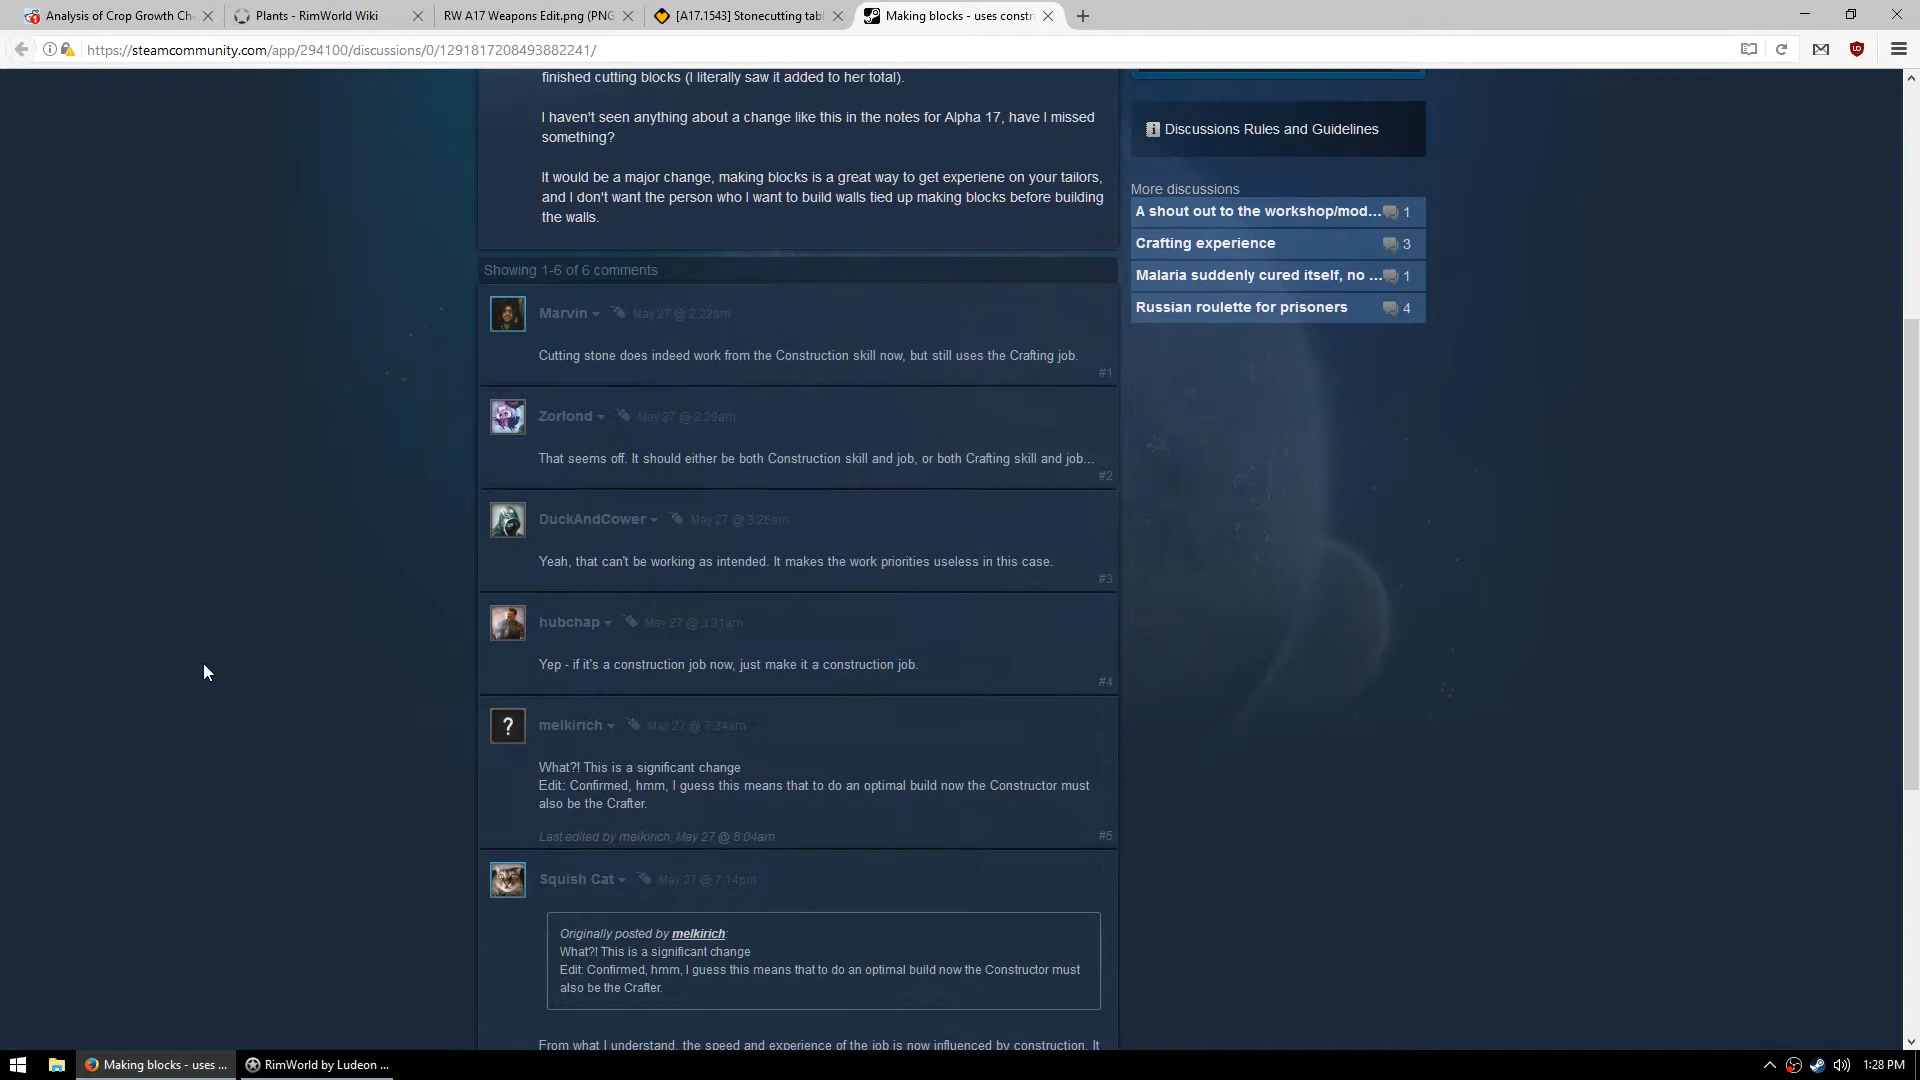 Analysis of Crop Growth Ch
Plants - RimWorld Wiki
RW A17 Weapons Edit.png (PNG
[A17.1543] Stonecutting tabl
Making blocks - uses constr
https://steamcommunity.com/app/294100/discussions/0/1291817208493882241/
finished cutting blocks (I literally saw it added to her total).
I haven't seen anything about a change like this in the notes for Alpha 17, have I missed
something?
It would be a major change, making blocks is a great way to get experiene on your tailors,
and I don't want the person who I want to build walls tied up making blocks before building
the walls.
Discussions Rules and Guidelines
More discussions
A shout out to the workshop/mod... 1
Crafting experience 3
Malaria suddenly cured itself, no ... 1
Russian roulette for prisoners 4
Showing 1-6 of 6 comments
Marvin May 27 @ 2:22am
Cutting stone does indeed work from the Construction skill now, but still uses the Crafting job.
#1
Zorlond May 27 @ 2:29am
That seems off. It should either be both Construction skill and job, or both Crafting skill and job...
#2
DuckAndCower May 27 @ 3:25am
Yeah, that can't be working as intended. It makes the work priorities useless in this case.
#3
hubchap May 27 @ 3:31am
Yep - if it's a construction job now, just make it a construction job.
#4
? melkirich May 27 @ 7:34am
What?! This is a significant change
Edit: Confirmed, hmm, I guess this means that to do an optimal build now the Constructor must
also be the Crafter.
Last edited by melkirich; May 27 @ 8:04am
#5
Squish Cat May 27 @ 7:14pm
Originally posted by melkirich:
What?! This is a significant change
Edit: Confirmed, hmm, I guess this means that to do an optimal build now the Constructor must
also be the Crafter.
From what I understand, the speed and experience of the job is now influenced by construction. It
Making blocks - uses ...
RimWorld by Ludeon ...
1:28 PM